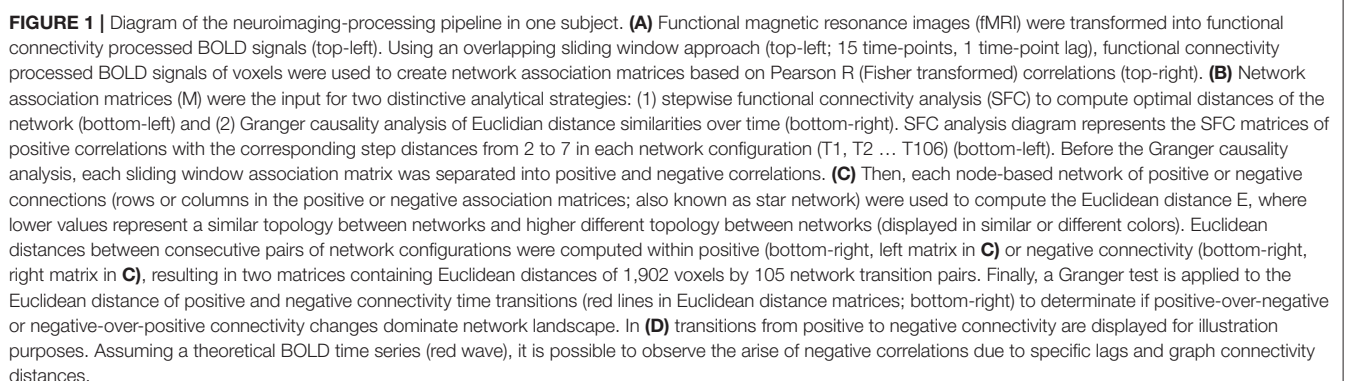 FIGURE 1 | Diagram of the neuroimaging-processing pipeline in one subject. (A) Functional magnetic resonance images (fMRI) were transformed into functional
connectivity processed BOLD signals (top-left). Using an overlapping sliding window approach (top-left; 15 time-points, 1 time-point lag), functional connectivity
processed BOLD signals of voxels were used to create network association matrices based on Pearson R (Fisher transformed) correlations (top-right). (B) Network
association matrices (M) were the input for two distinctive analytical strategies: (1) stepwise functional connectivity analysis (SFC) to compute optimal distances of the
network (bottom-left) and (2) Granger causality analysis of Euclidian distance similarities over time (bottom-right). SFC analysis diagram represents the SFC matrices of
positive correlations with the corresponding step distances from 2 to 7 in each network configuration (T1, T2 … T106) (bottom-left). Before the Granger causality
analysis, each sliding window association matrix was separated into positive and negative correlations. (C) Then, each node-based network of positive or negative
connections (rows or columns in the positive or negative association matrices; also known as star network) were used to compute the Euclidean distance E, where
lower values represent a similar topology between networks and higher different topology between networks (displayed in similar or different colors). Euclidean
distances between consecutive pairs of network configurations were computed within positive (bottom-right, left matrix in C) or negative connectivity (bottom-right,
right matrix in C), resulting in two matrices containing Euclidean distances of 1,902 voxels by 105 network transition pairs. Finally, a Granger test is applied to the
Euclidean distance of positive and negative connectivity time transitions (red lines in Euclidean distance matrices; bottom-right) to determinate if positive-over-negative
or negative-over-positive connectivity changes dominate network landscape. In (D) transitions from positive to negative connectivity are displayed for illustration
purposes. Assuming a theoretical BOLD time series (red wave), it is possible to observe the arise of negative correlations due to specific lags and graph connectivity
distances.